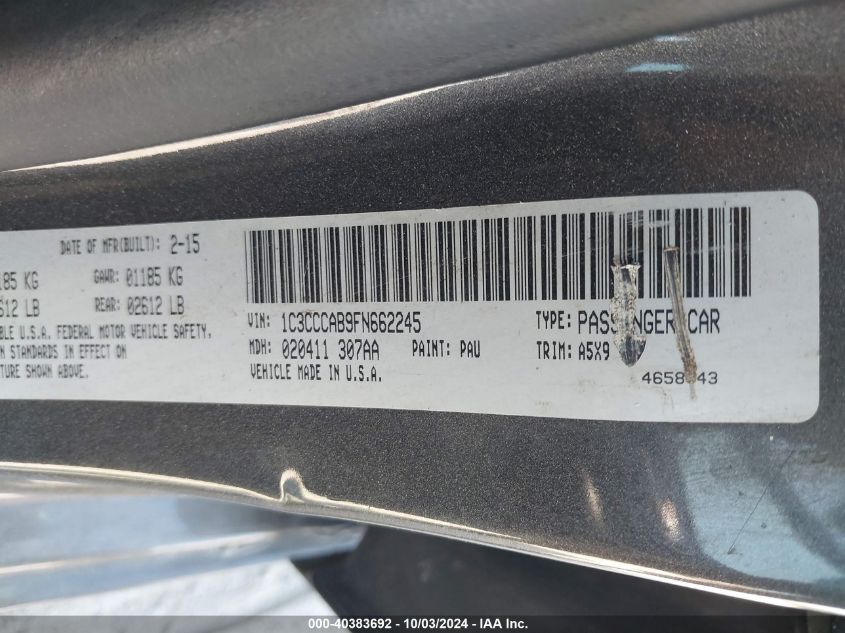 DATE OF MFR(BUILT): 2-15
185 KG GAWR: 01185 KG
612 LB REAR: 02612 LB
BLE U.S.A. FEDERAL MOTOR VEHICLE SAFETY,
N STANDARDS IN EFFECT ON
TURE SHOWN ABOVE.
VIN: 1C3CCCAB9FN662245 TYPE: PASSENGER CAR
MDH: 020411 307AA PAINT: PAU TRIM: A5X9
VEHICLE MADE IN U.S.A.
000-40383692 - 10/03/2024 - IAA Inc.